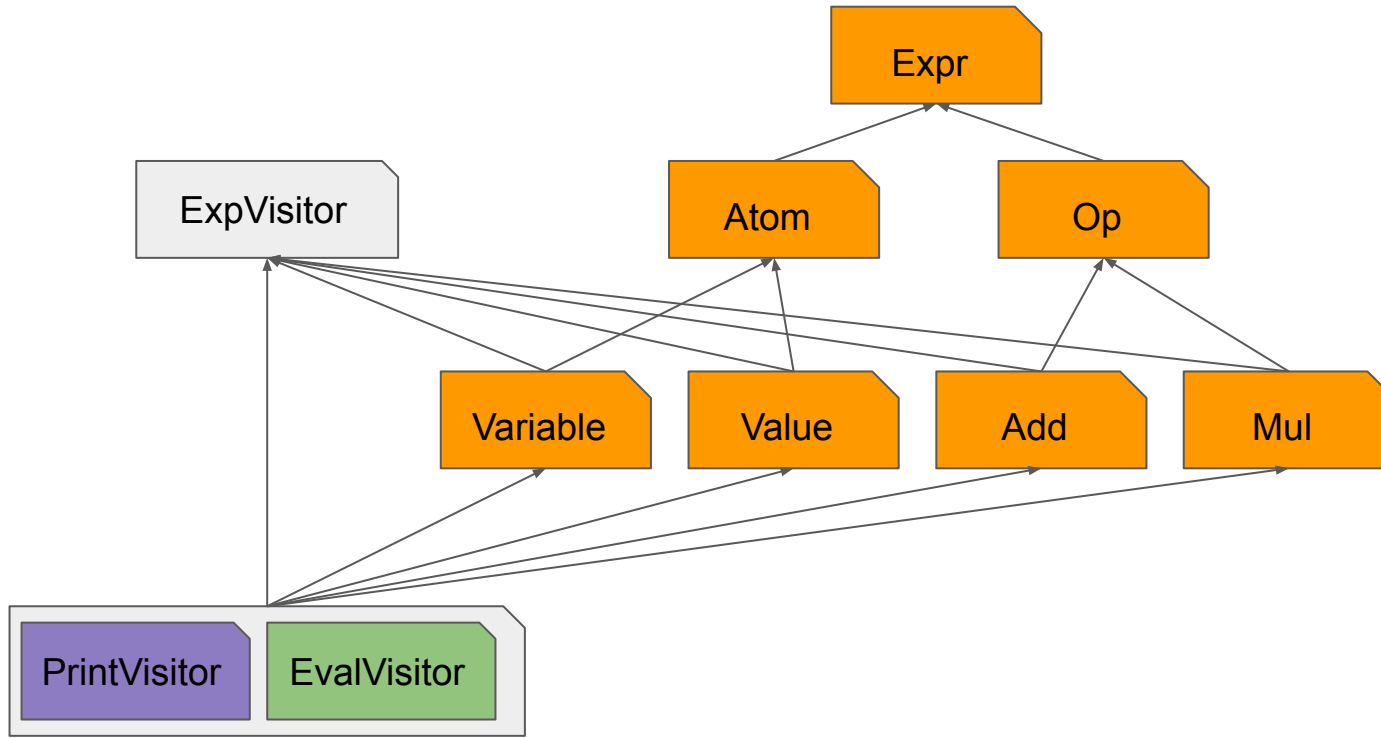 Expr
ExpVisitor
Atom
Op
Variable
Value
Add
Mul
PrintVisitor
EvalVisitor